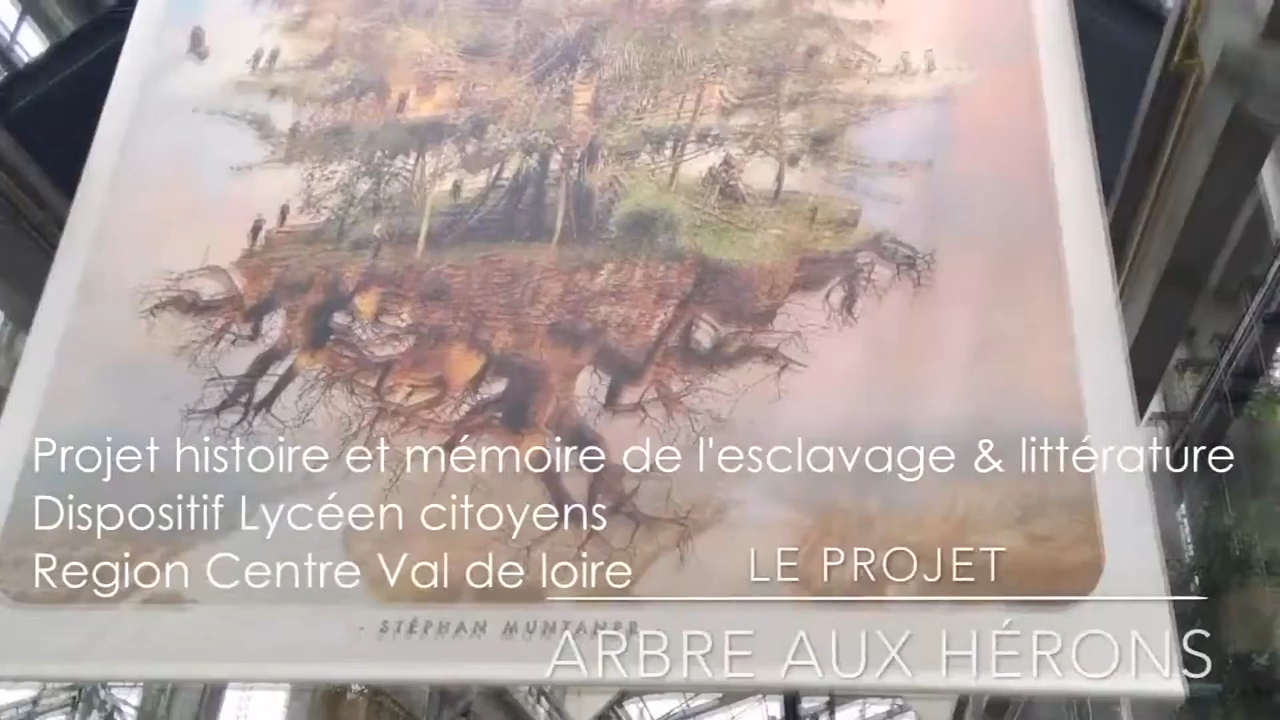 Projet histoire et mémoire de l'esclavage & littérature
Dispositif Lycéen citoyens
Region Centre Val de loire
LE PROJET
- STÉPHAN MUNTANER
ARBRE AUX HÉRONS